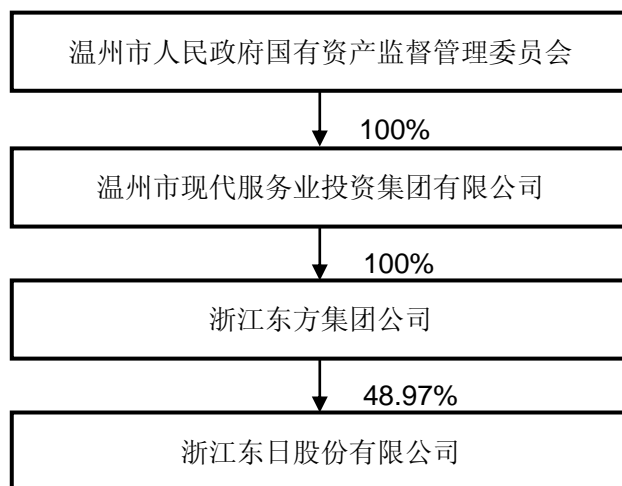 温州市人民政府国有资产监督管理委员会
100%
温州市现代服务业投资集团有限公司
100%
浙江东方集团公司
48.97%
浙江东日股份有限公司